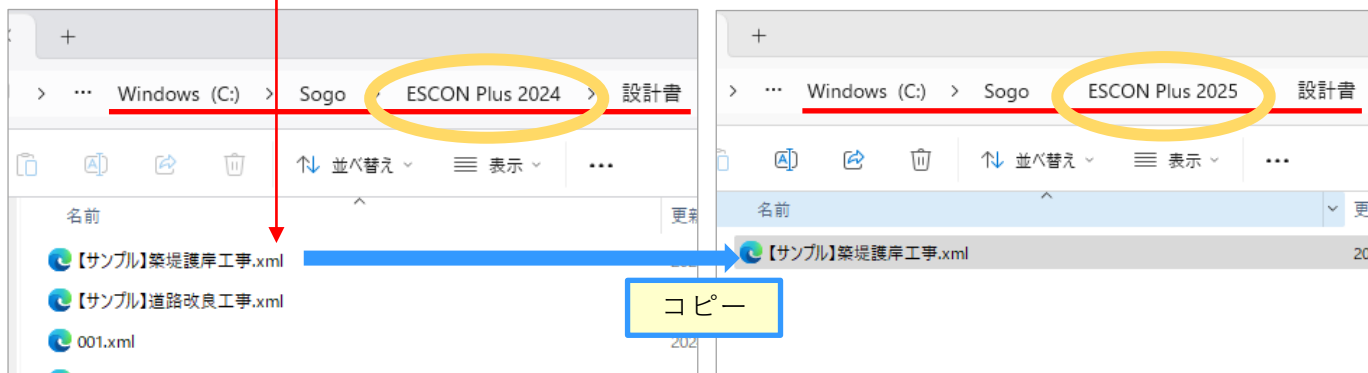 … Windows (C:) > Sogo > ESCON Plus 2024 > 設計書
並べ替え 表示 …
名前 更新
【サンプル】築堤護岸工事.xml
【サンプル】道路改良工事.xml
001.xml 202
コピー
> … Windows (C:) > Sogo ESCON Plus 2025 設計書
並べ替え 表示 …
名前 更
【サンプル】築堤護岸工事.xml 20